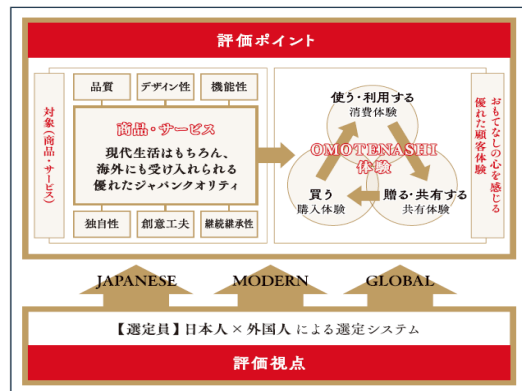 評価ポイント
対象(商品・サービス)
品質
デザイン性
機能性
商品・サービス
現代生活はもちろん、
海外にも受け入れられる
優れたジャパンクオリティ
独自性
創意工夫
継続継承性
使う・利用する
消費体験
OMOTENASHI
体験
買う
購入体験
贈る・共有する
共有体験
おもてなしの心を感じる
優れた顧客体験
JAPANESE
MODERN
GLOBAL
【選定員】日本人×外国人による選定システム
評価視点